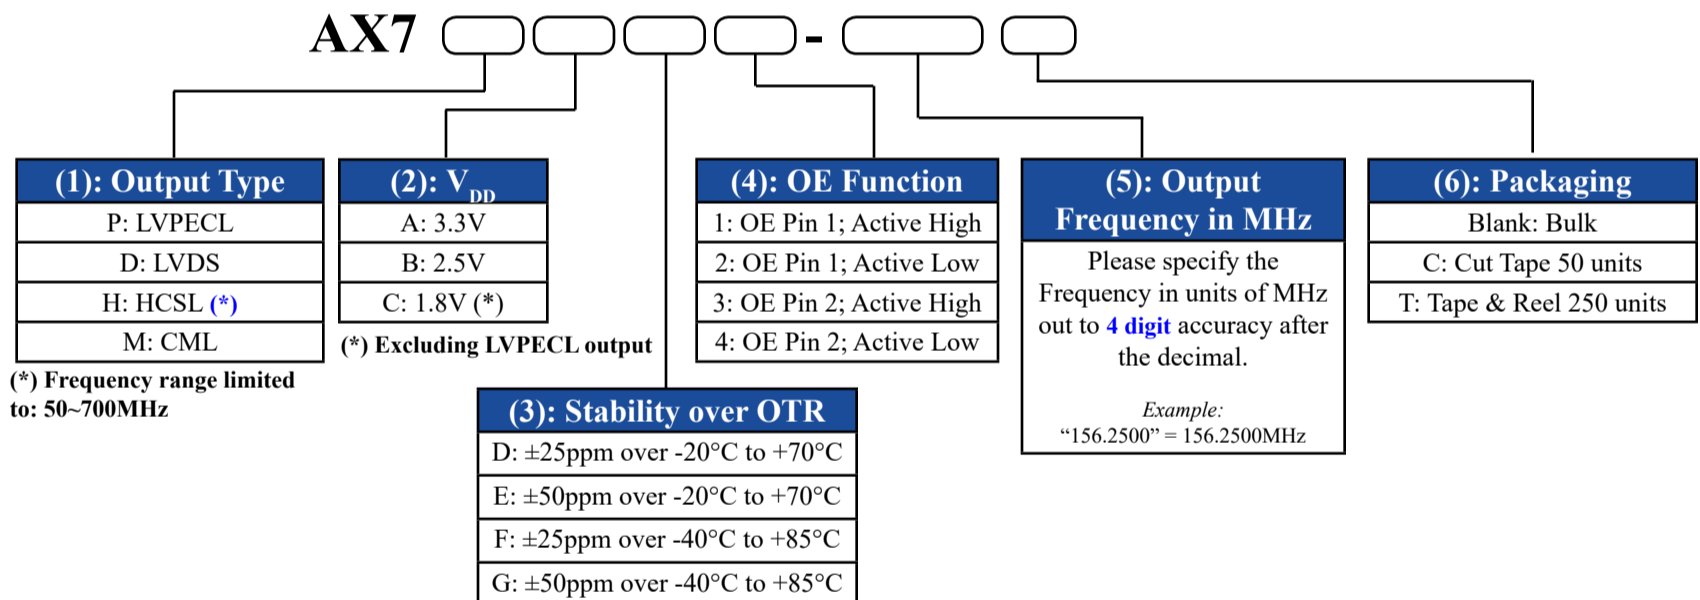 AX7 -
(1): Output Type
P: LVPECL
D: LVDS
H: HCSL (*)
M: CML
(*) Frequency range limited
to: 50~700MHz
(2): VDD
A: 3.3V
B: 2.5V
C: 1.8V (*)
(*) Excluding LVPECL output
(3): Stability over OTR
D: ±25ppm over -20°C to +70°C
E: ±50ppm over -20°C to +70°C
F: ±25ppm over -40°C to +85°C
G: ±50ppm over -40°C to +85°C
(4): OE Function
1: OE Pin 1; Active High
2: OE Pin 1; Active Low
3: OE Pin 2; Active High
4: OE Pin 2; Active Low
(5): Output
Frequency in MHz
Please specify the
Frequency in units of MHz
out to 4 digit accuracy after
the decimal.
Example:
“156.2500” = 156.2500MHz
(6): Packaging
Blank: Bulk
C: Cut Tape 50 units
T: Tape & Reel 250 units